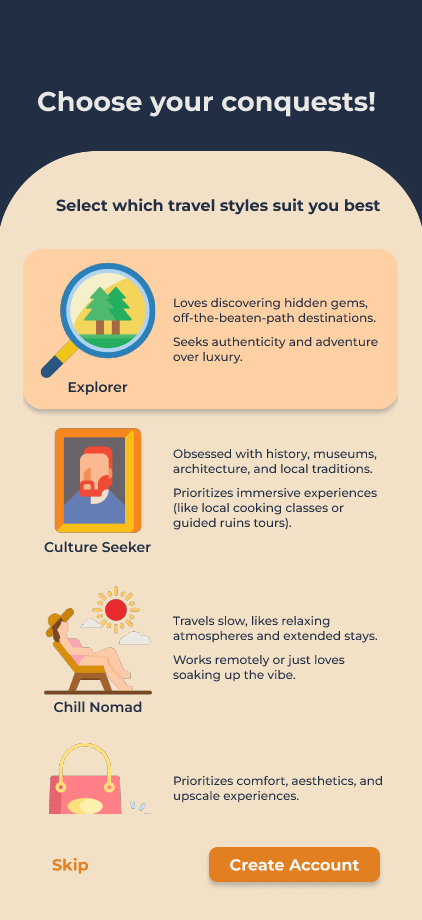 Choose your conquests!
Select which travel styles suit you best
Loves discovering hidden gems,
off-the-beaten-path destinations.
Seeks authenticity and adventure
over luxury.
Explorer
Obsessed with history, museums,
architecture, and local traditions.
Prioritizes immersive experiences
(like local cooking classes or
guided ruins tours).
Culture Seeker
Travels slow, likes relaxing
atmospheres and extended stays.
Works remotely or just loves
soaking up the vibe.
Chill Nomad
Prioritizes comfort, aesthetics, and
upscale experiences.
Skip
Create Account